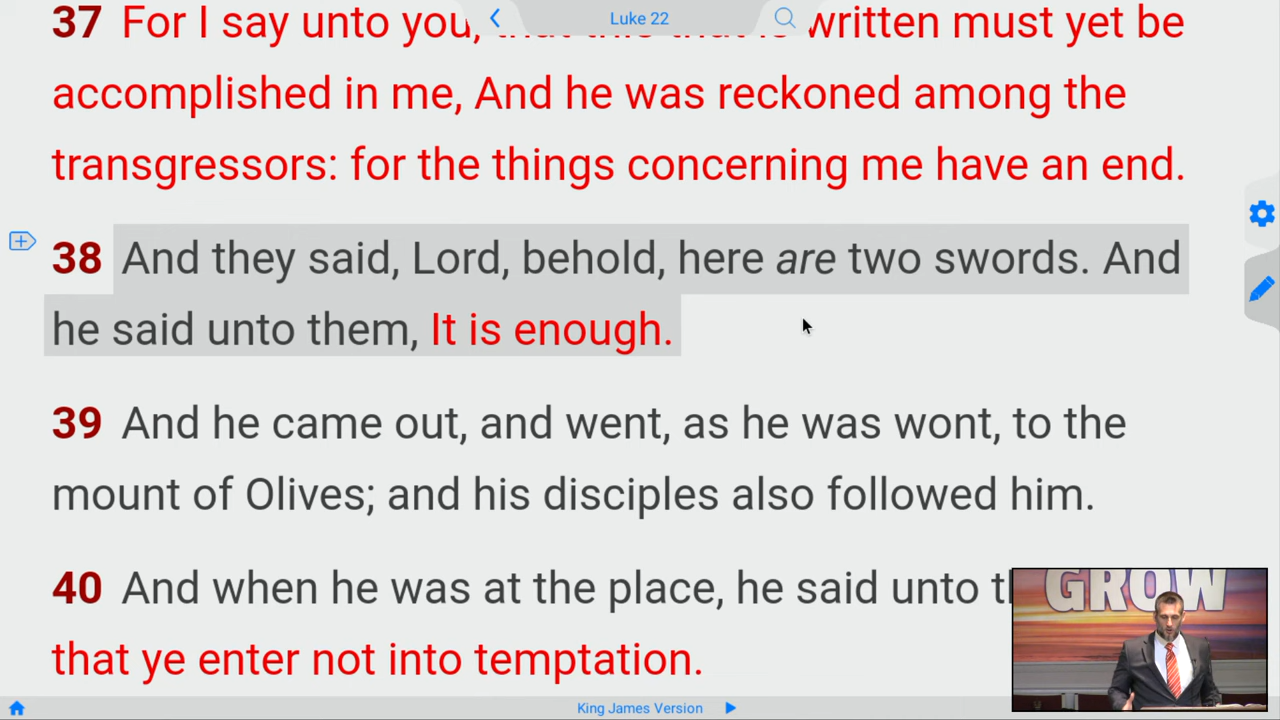 Luke 22
37 For I say unto you, that this that is written must yet be
accomplished in me, And he was reckoned among the
transgressors: for the things concerning me have an end.
38 And they said, Lord, behold, here are two swords. And
he said unto them, It is enough.
39 And he came out, and went, as he was wont, to the
mount of Olives; and his disciples also followed him.
40 And when he was at the place, he said unto
that ye enter not into temptation.
GROW
King James Version